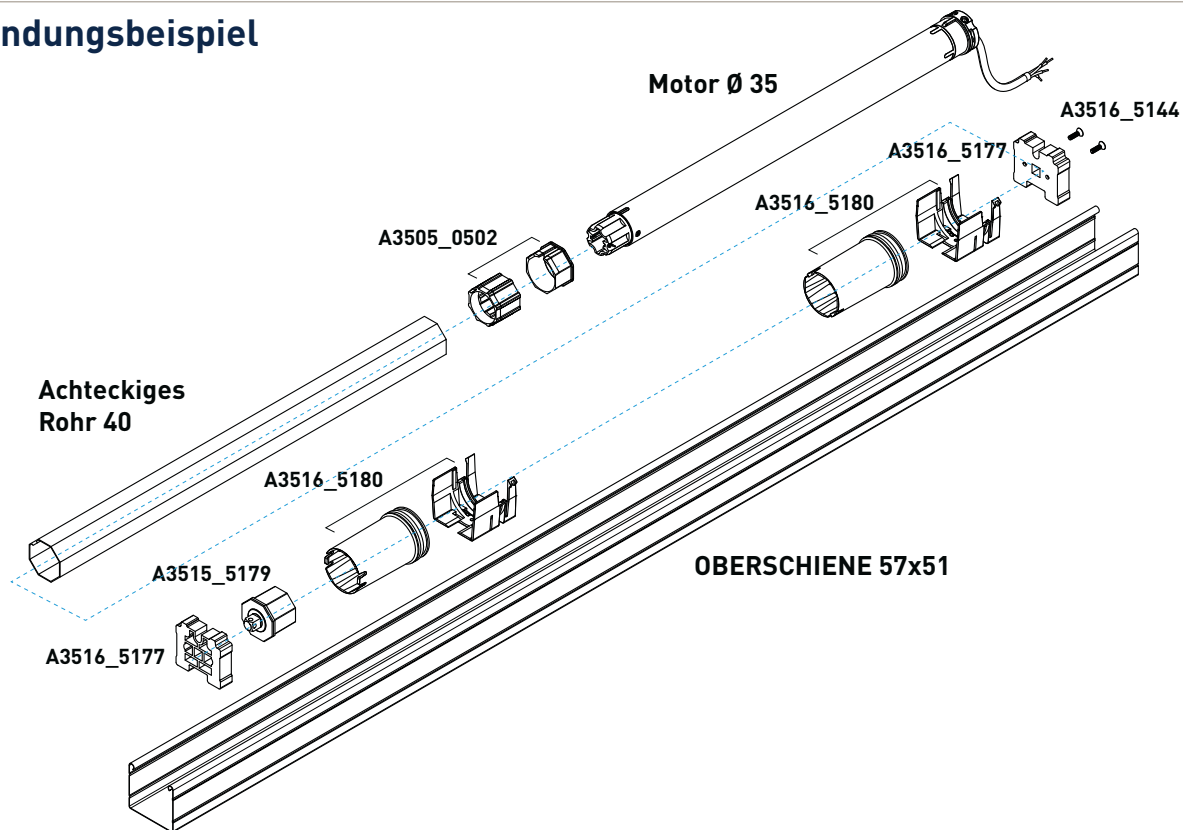 ndungsbeispiel
Motor Ø 35
A3516_5144
A3516_5177
A3516_5180
A3505_0502
Achteckiges
Rohr 40
A3516_5180
OBERSCHIENE 57x51
A3515_5179
A3516_5177